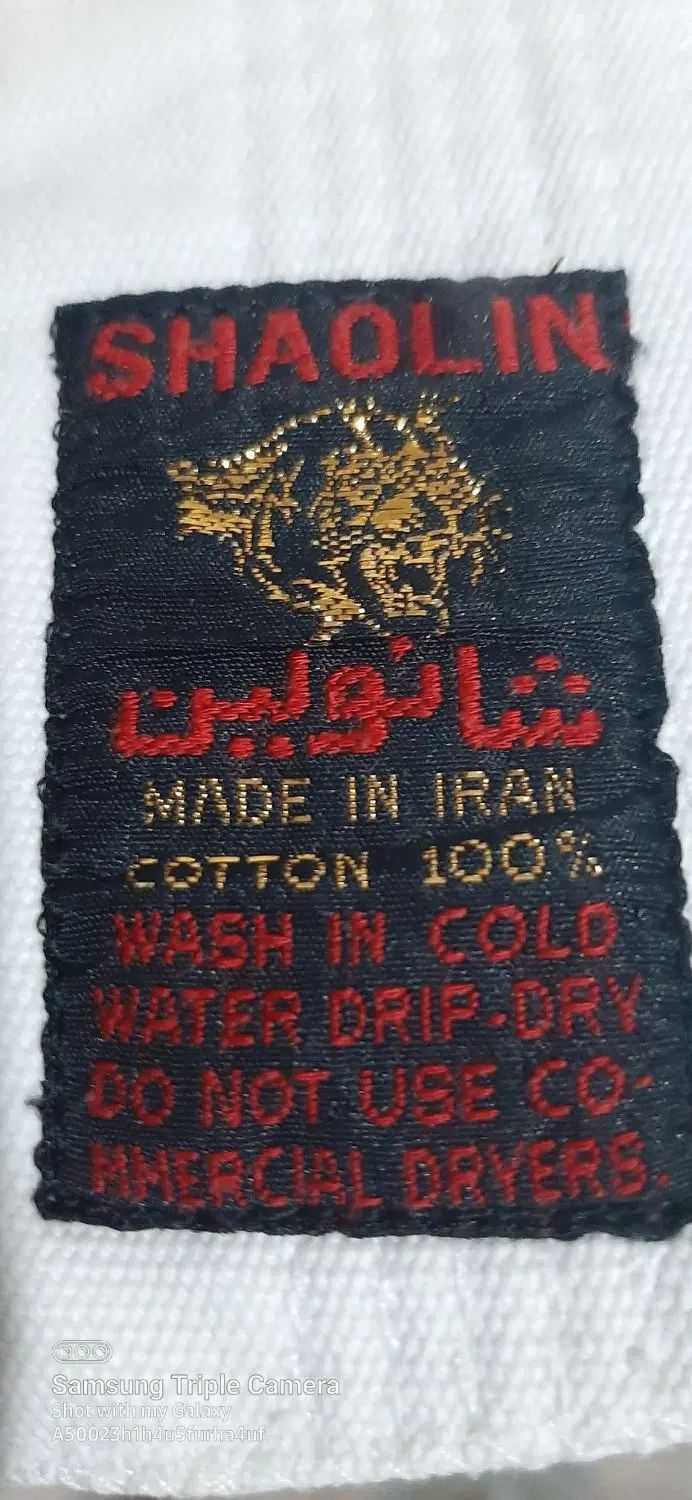 SHAOLIN
شائولین
MADE IN IRAN
COTTON 100%
WASH IN COLD
WATER DRIP-DRY
DO NOT USE CO-
MMERCIAL DRYERS.
Samsung Triple Camera
Shot with my Galaxy